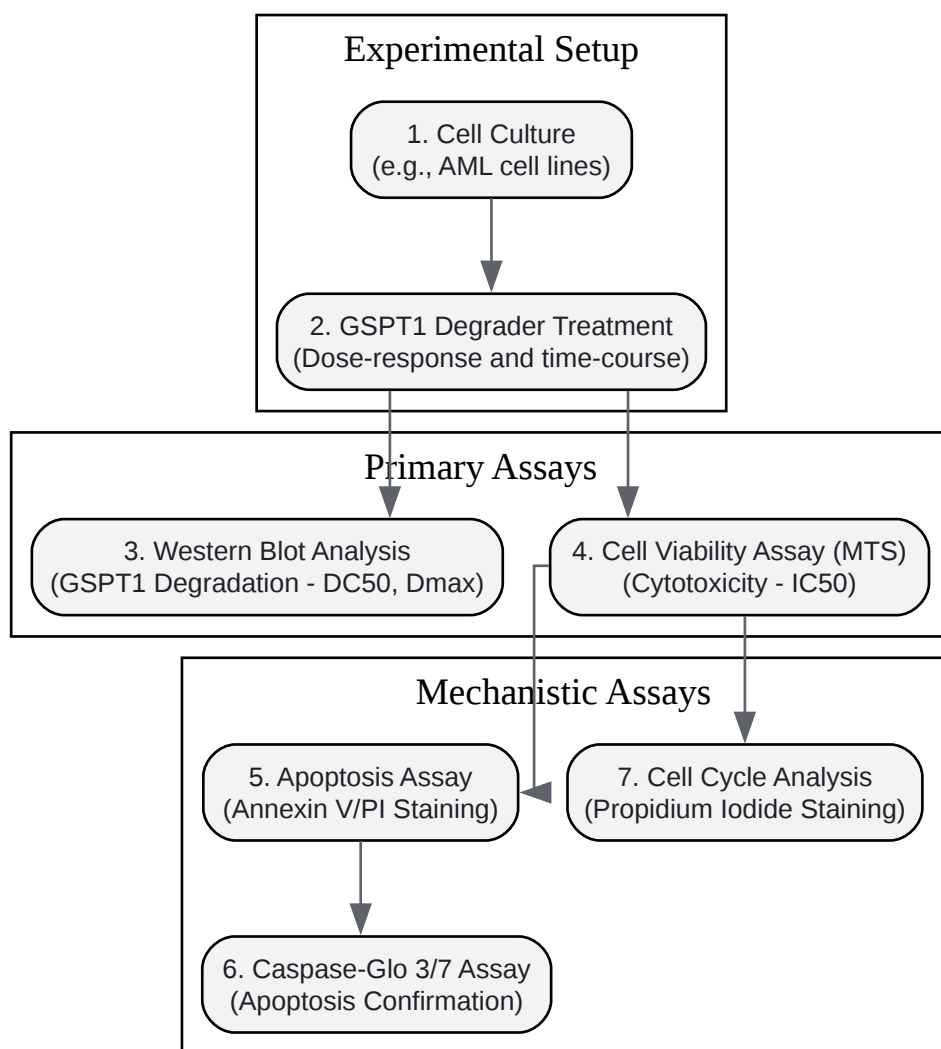 Experimental Setup
1. Cell Culture
(e.g., AML cell lines)
2. GSPT1 Degrader Treatment
(Dose-response and time-course)
Primary Assays
3. Western Blot Analysis
(GSPT1 Degradation - DC50, Dmax)
4. Cell Viability Assay (MTS)
(Cytotoxicity - IC50)
Mechanistic Assays
5. Apoptosis Assay
(Annexin V/PI Staining)
7. Cell Cycle Analysis
(Propidium Iodide Staining)
6. Caspase-Glo 3/7 Assay
(Apoptosis Confirmation)